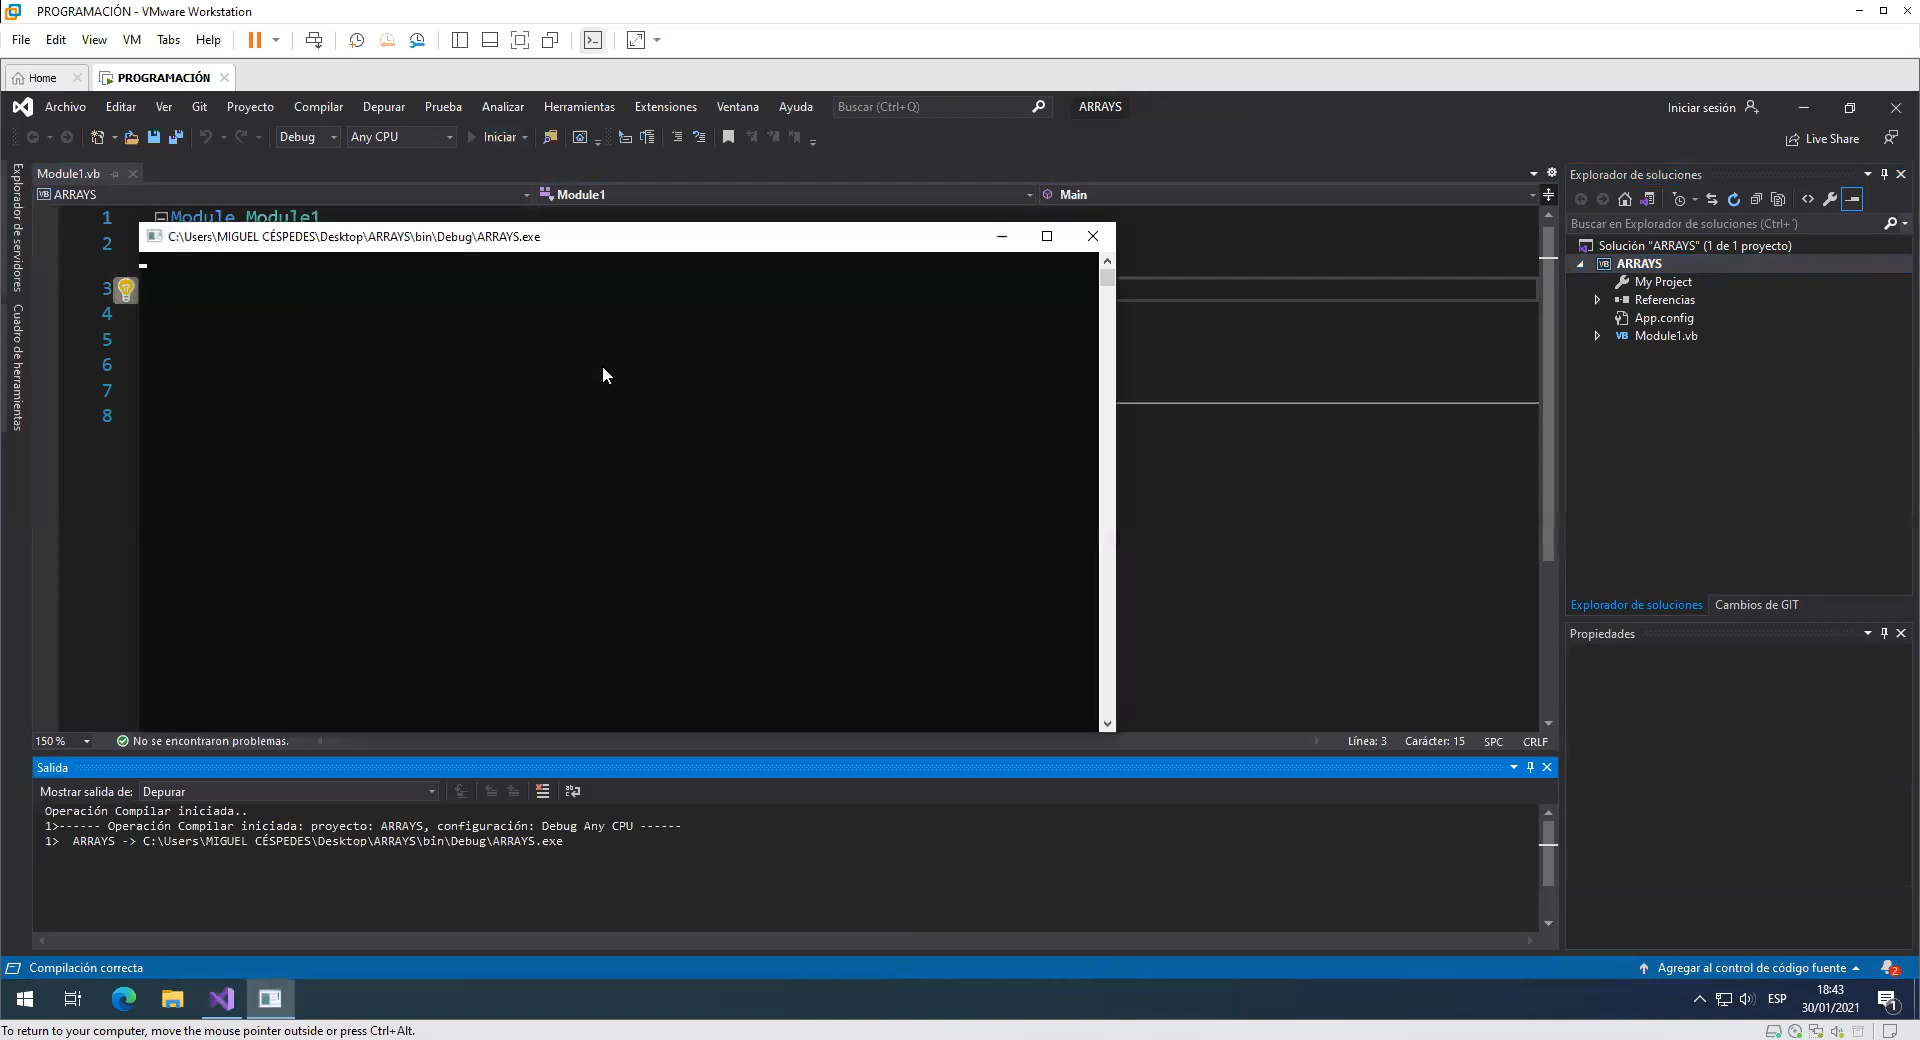 PROGRAMACIÓN - VMware Workstation
File Edit View VM Tabs Help
Home PROGRAMACIÓN
Archivo Editar Ver Git Proyecto Compilar Depurar Prueba Analizar Herramientas Extensiones Ventana Ayuda Buscar (Ctrl+Q) ARRAYS Iniciar sesión
Debug Any CPU Iniciar Live Share
Explorador de servidores
Cuadro de herramientas
Module1.vb
VB ARRAYS Module1 Main
1 Module Module1
2
3
4
5
6
7
8
C:\Users\MIGUEL CÉSPEDES\Desktop\ARRAYS\bin\Debug\ARRAYS.exe
150 % No se encontraron problemas. Línea: 3 Carácter: 15 SPC CRLF
Explorador de soluciones
Buscar en Explorador de soluciones (Ctrl+´)
Solución "ARRAYS" (1 de 1 proyecto)
VB ARRAYS
My Project
Referencias
App.config
VB Module1.vb
Explorador de soluciones Cambios de GIT
Propiedades
Salida
Mostrar salida de: Depurar
Operación Compilar iniciada..
1>------ Operación Compilar iniciada: proyecto: ARRAYS, configuración: Debug Any CPU ------
1>  ARRAYS -> C:\Users\MIGUEL CÉSPEDES\Desktop\ARRAYS\bin\Debug\ARRAYS.exe
Compilación correcta Agregar al control de código fuente 2
ESP 18:43
30/01/2021 1
To return to your computer, move the mouse pointer outside or press Ctrl+Alt.